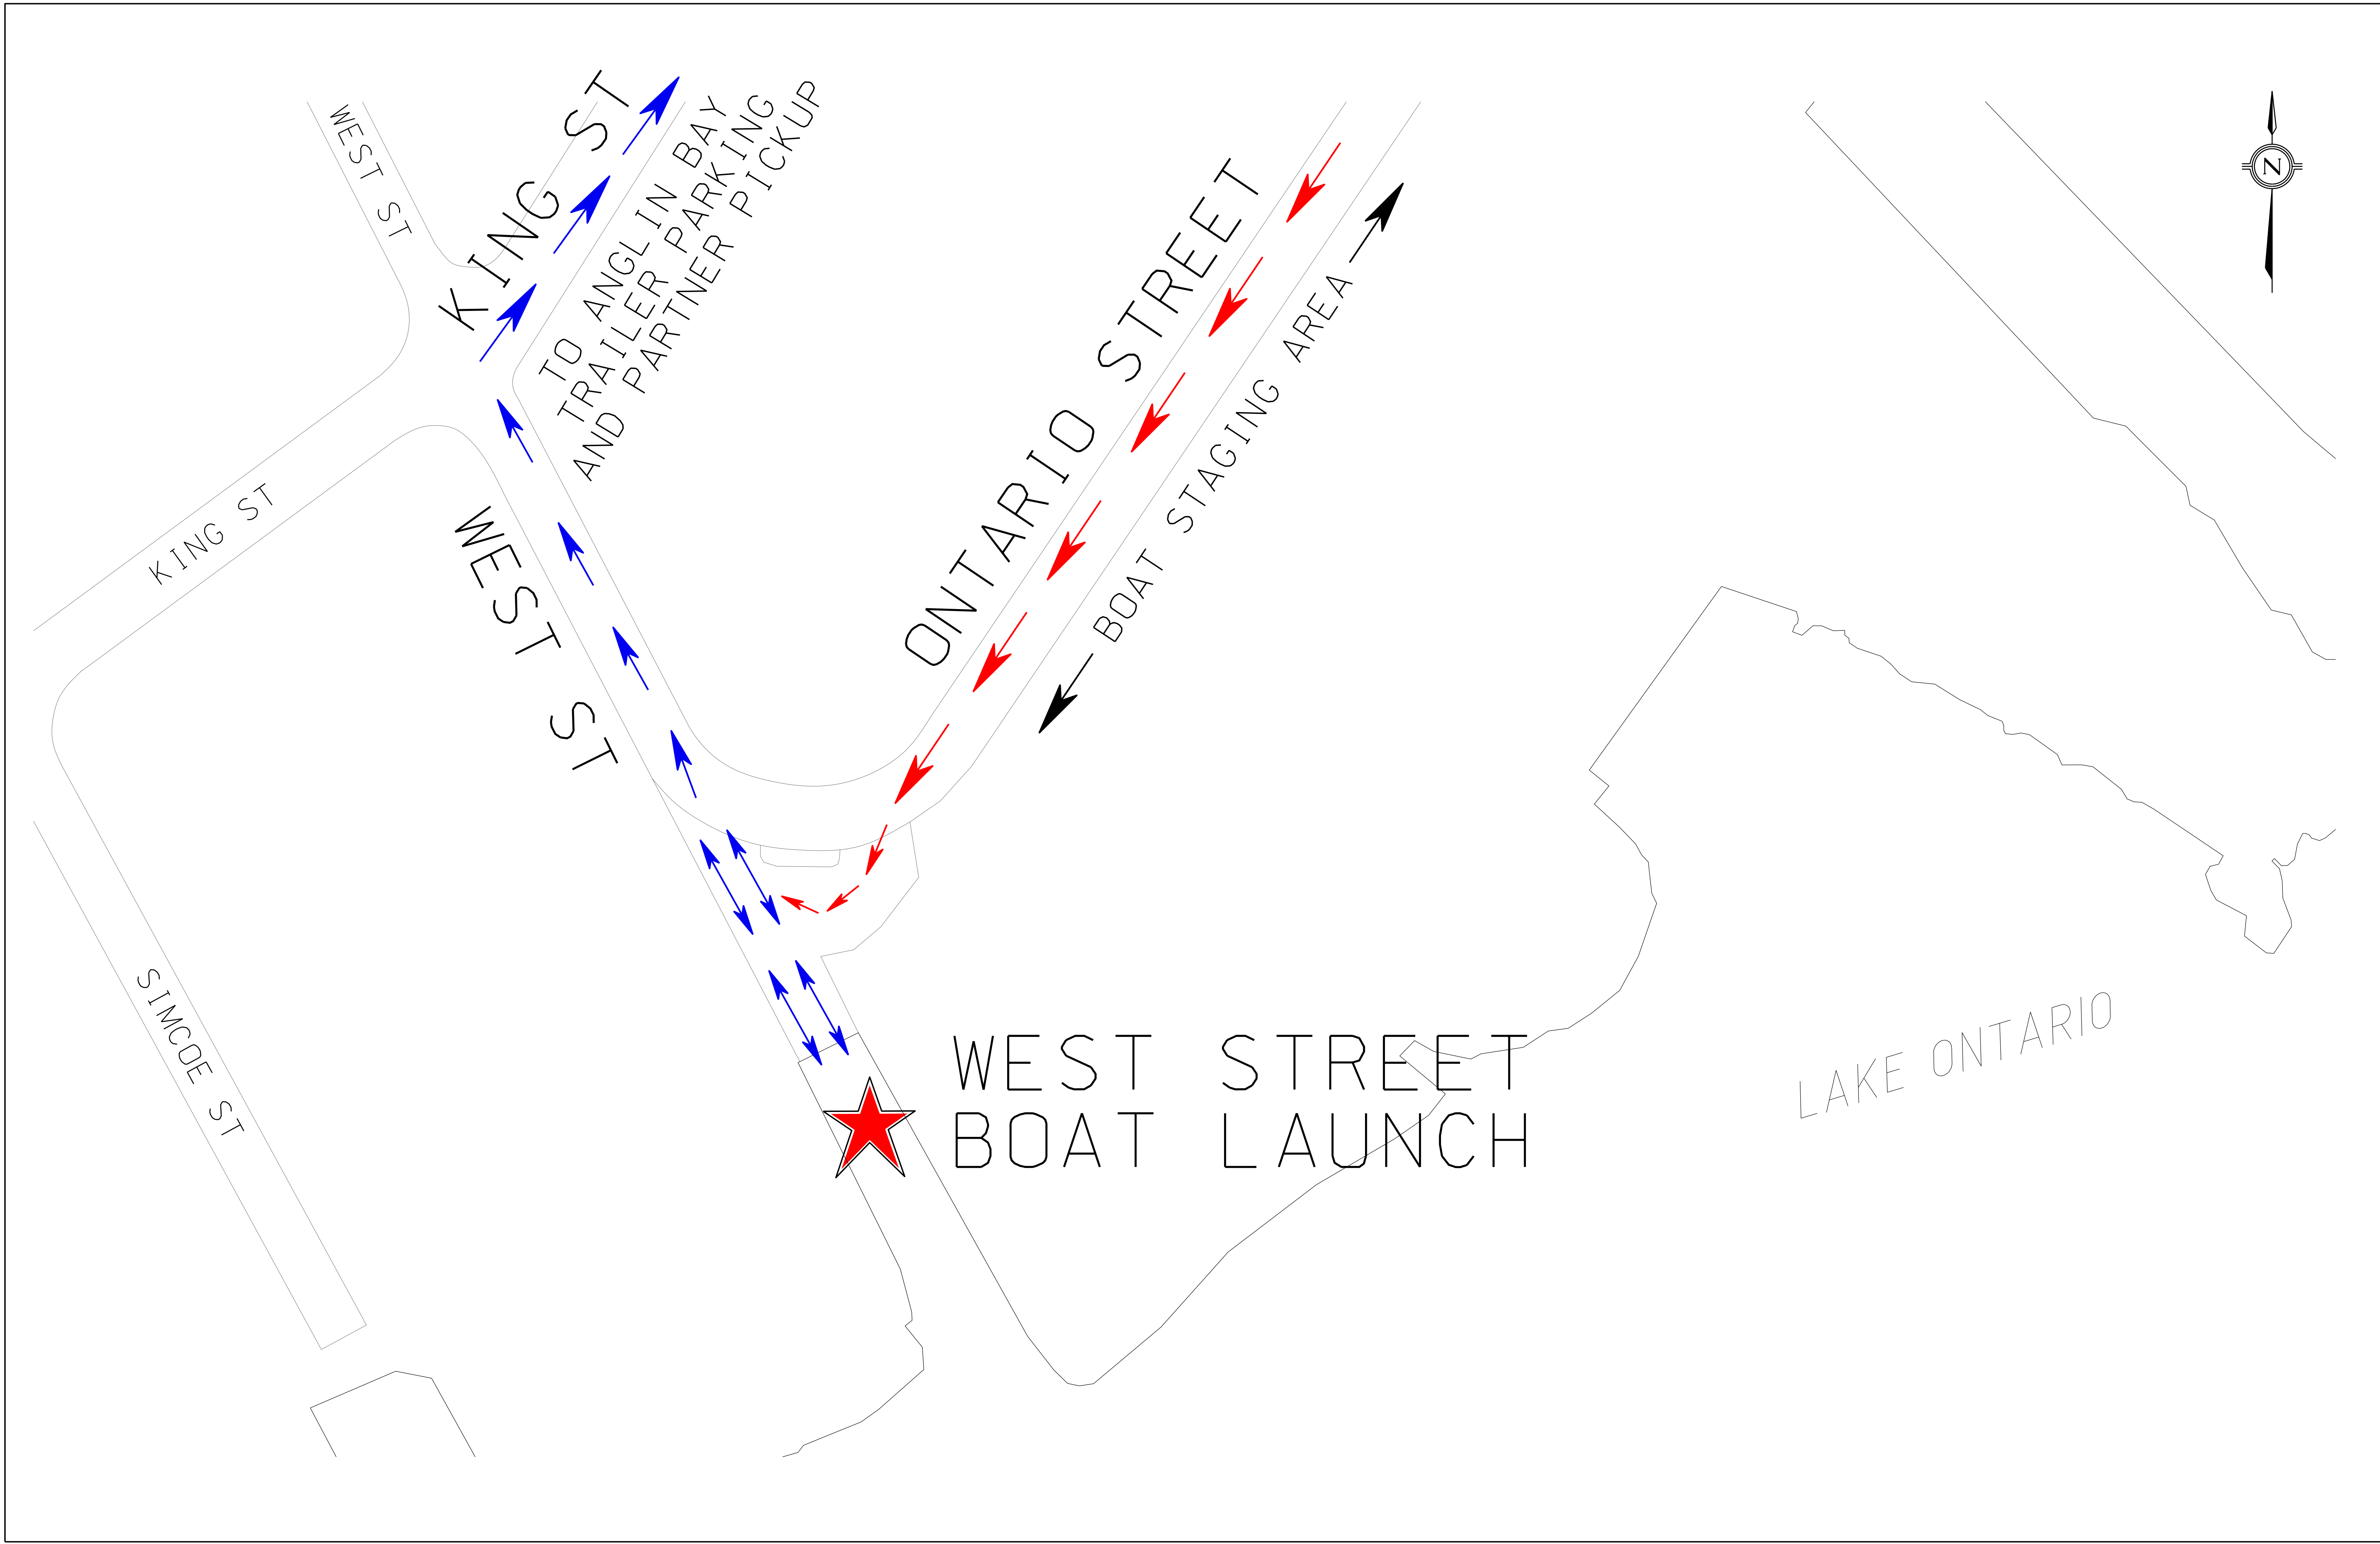 WEST ST
KING ST
TO ANGLIN BAY
TRAILER PARKING
AND PARTNER PICKUP
ONTARIO STREET
BOAT STAGING AREA
N
KING ST
WEST ST
SIMCOE ST
WEST STREET
BOAT LAUNCH
LAKE ONTARIO